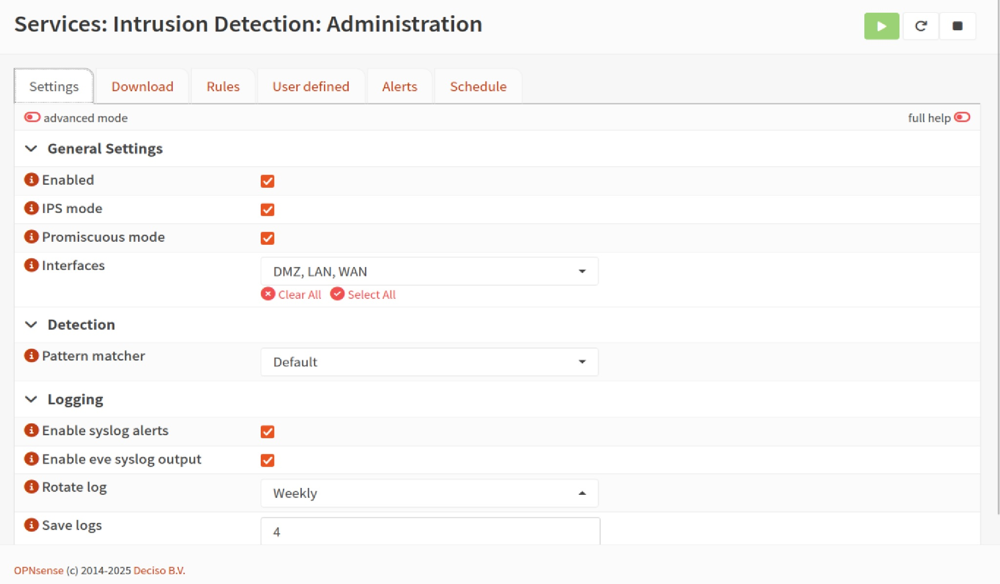 Services: Intrusion Detection: Administration
Settings Download Rules User defined Alerts Schedule
advanced mode full help
General Settings
Enabled
IPS mode
Promiscuous mode
Interfaces DMZ, LAN, WAN
Clear All Select All
Detection
Pattern matcher Default
Logging
Enable syslog alerts
Enable eve syslog output
Rotate log Weekly
Save logs 4
OPNsense (c) 2014-2025 Deciso B.V.